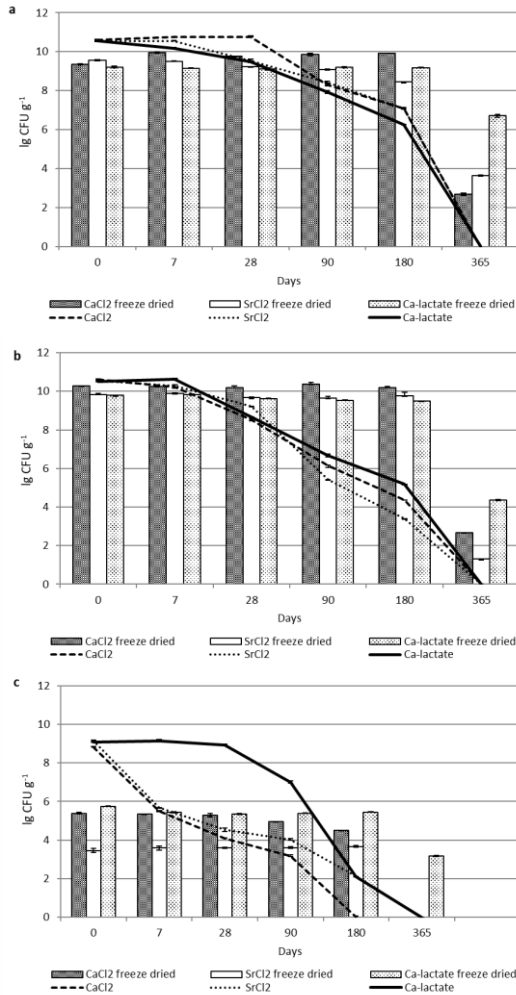 a
12
10
8
6
4
2
0
lg CFU g⁻¹
0 7 28 90 180 365
Days
CaCl2 freeze dried SrCl2 freeze dried Ca-lactate freeze dried
CaCl2 SrCl2 Ca-lactate
b
12
10
8
6
4
2
0
lg CFU g⁻¹
0 7 28 90 180 365
Days
CaCl2 freeze dried SrCl2 freeze dried Ca-lactate freeze dried
CaCl2 SrCl2 Ca-lactate
c
12
10
8
6
4
2
0
lg CFU g⁻¹
0 7 28 90 180 365
Days
CaCl2 freeze dried SrCl2 freeze dried Ca-lactate freeze dried
CaCl2 SrCl2 Ca-lactate